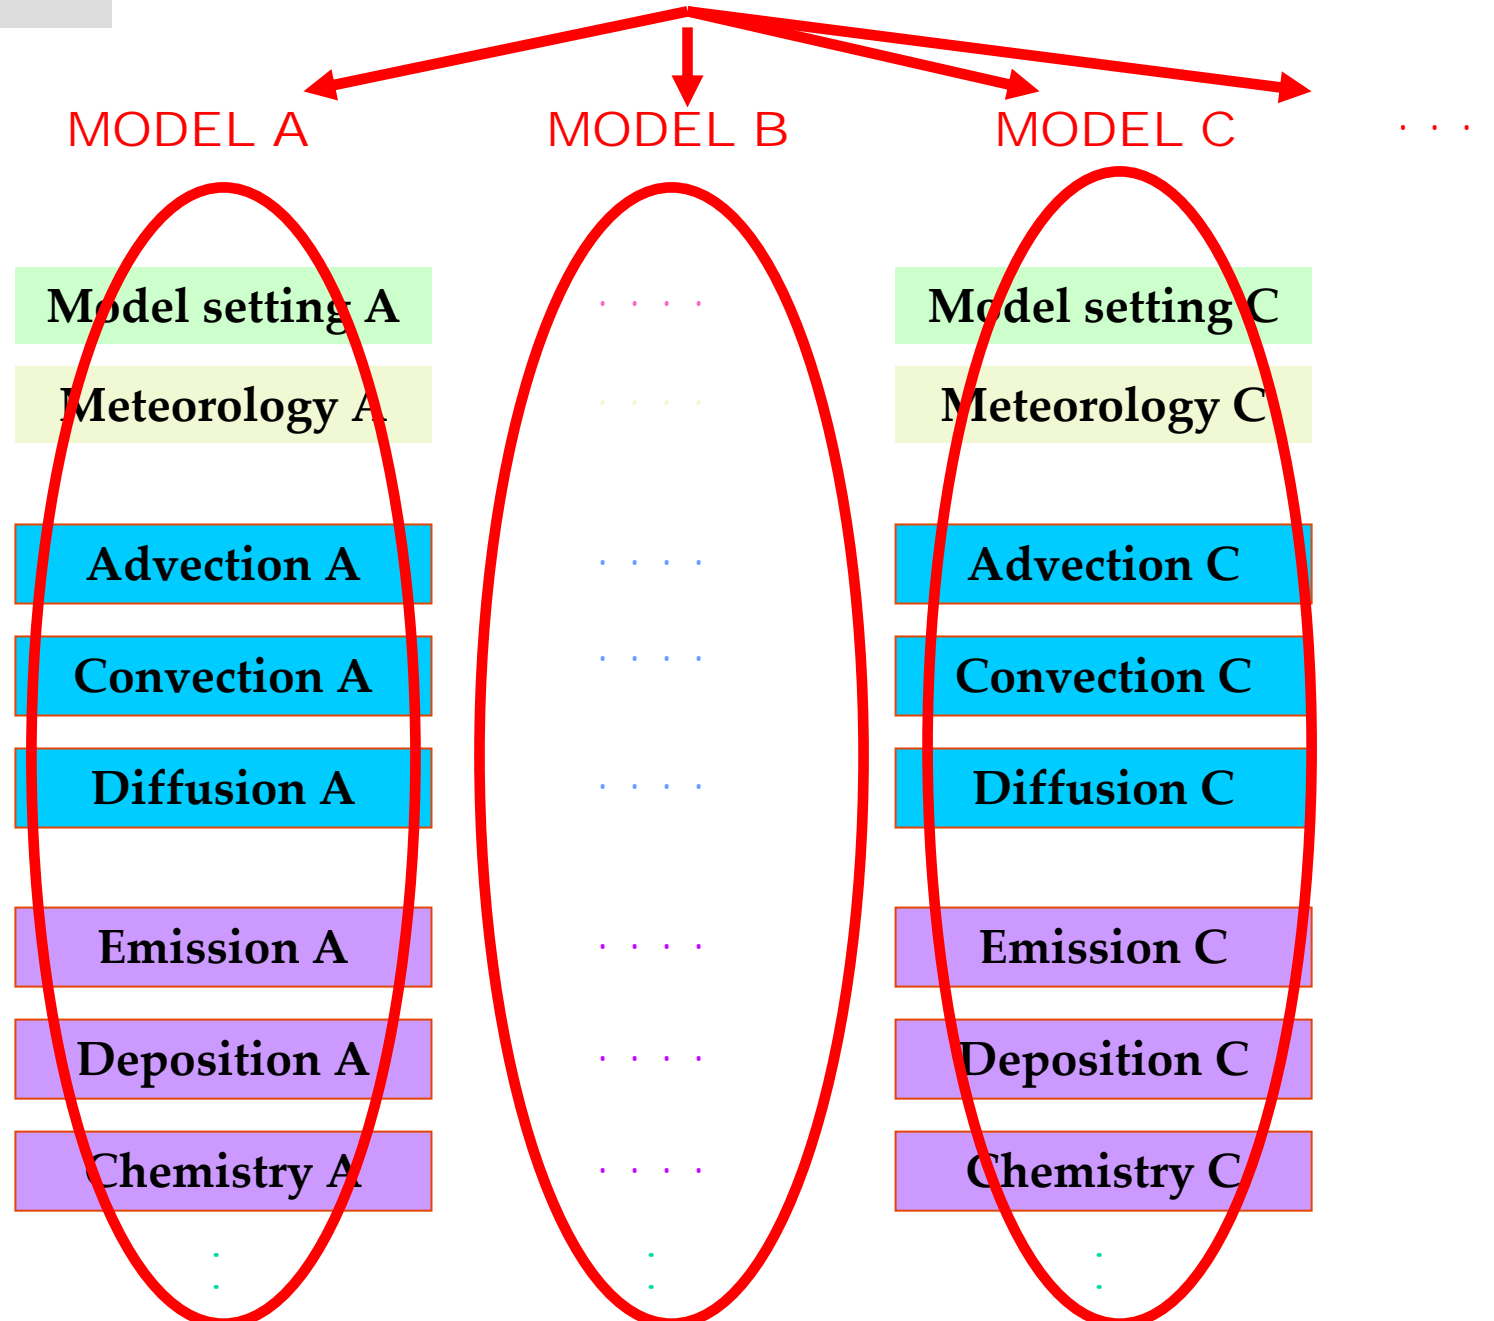 MODEL A MODEL B MODEL C . . .
Model setting A . . . . Model setting C
Meteorology A . . . . Meteorology C
Advection A . . . . Advection C
Convection A . . . . Convection C
Diffusion A . . . . Diffusion C
Emission A . . . . Emission C
Deposition A . . . . Deposition C
Chemistry A . . . . Chemistry C
. . .
. . .